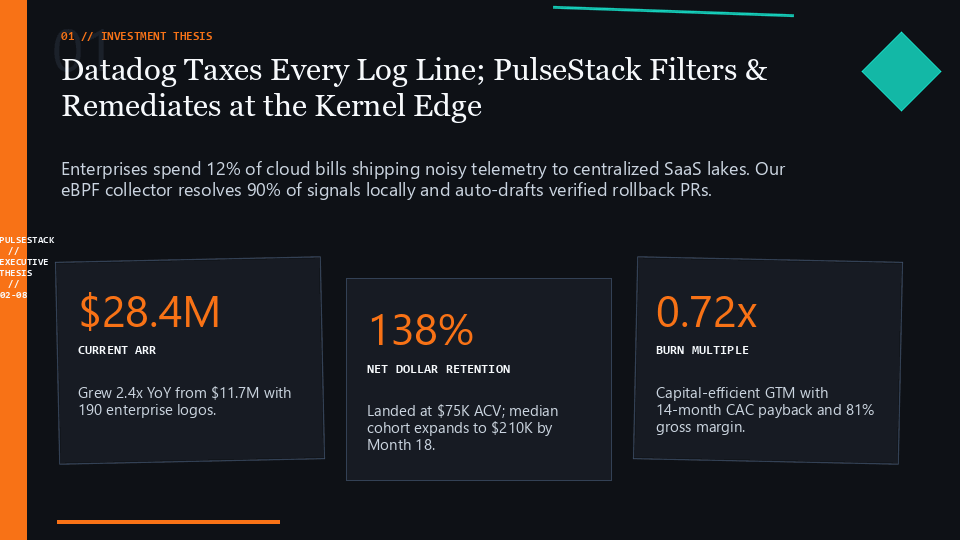 01
01 // INVESTMENT THESIS
Datadog Taxes Every Log Line; PulseStack Filters &
Remediates at the Kernel Edge
Enterprises spend 12% of cloud bills shipping noisy telemetry to centralized SaaS lakes. Our
eBPF collector resolves 90% of signals locally and auto-drafts verified rollback PRs.
PULSESTACK
//
EXECUTIVE
THESIS
//
02-08
$28.4M
CURRENT ARR
Grew 2.4x YoY from $11.7M with
190 enterprise logos.
138%
NET DOLLAR RETENTION
Landed at $75K ACV; median
cohort expands to $210K by
Month 18.
0.72x
BURN MULTIPLE
Capital-efficient GTM with
14-month CAC payback and 81%
gross margin.